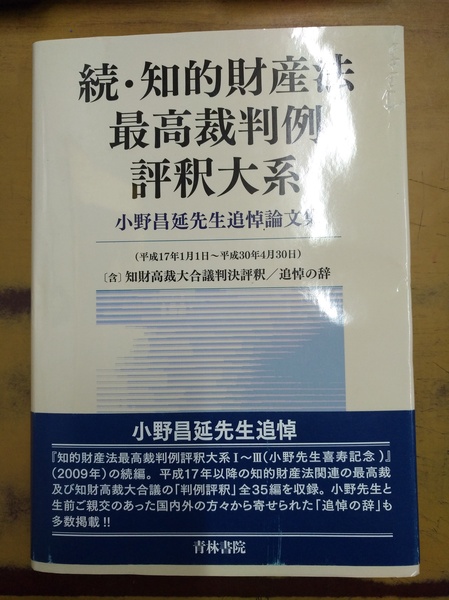 続・知的財産法
最高裁判例
評釈大系
小野昌延先生追悼論文集
(平成17年1月1日~平成30年4月30日)
〔含〕知財高裁大合議判決評釈/追悼の辞
小野昌延先生追悼
『知的財産法最高裁判例評釈大系Ⅰ~Ⅲ(小野先生喜寿記念)』
(2009年)の続編。平成17年以降の知的財産法関連の最高裁
及び知財高裁大合議の「判例評釈」全35編を収録。小野先生と
生前ご親交のあった国内外の方々から寄せられた「追悼の辞」も
多数掲載!!
青林書院